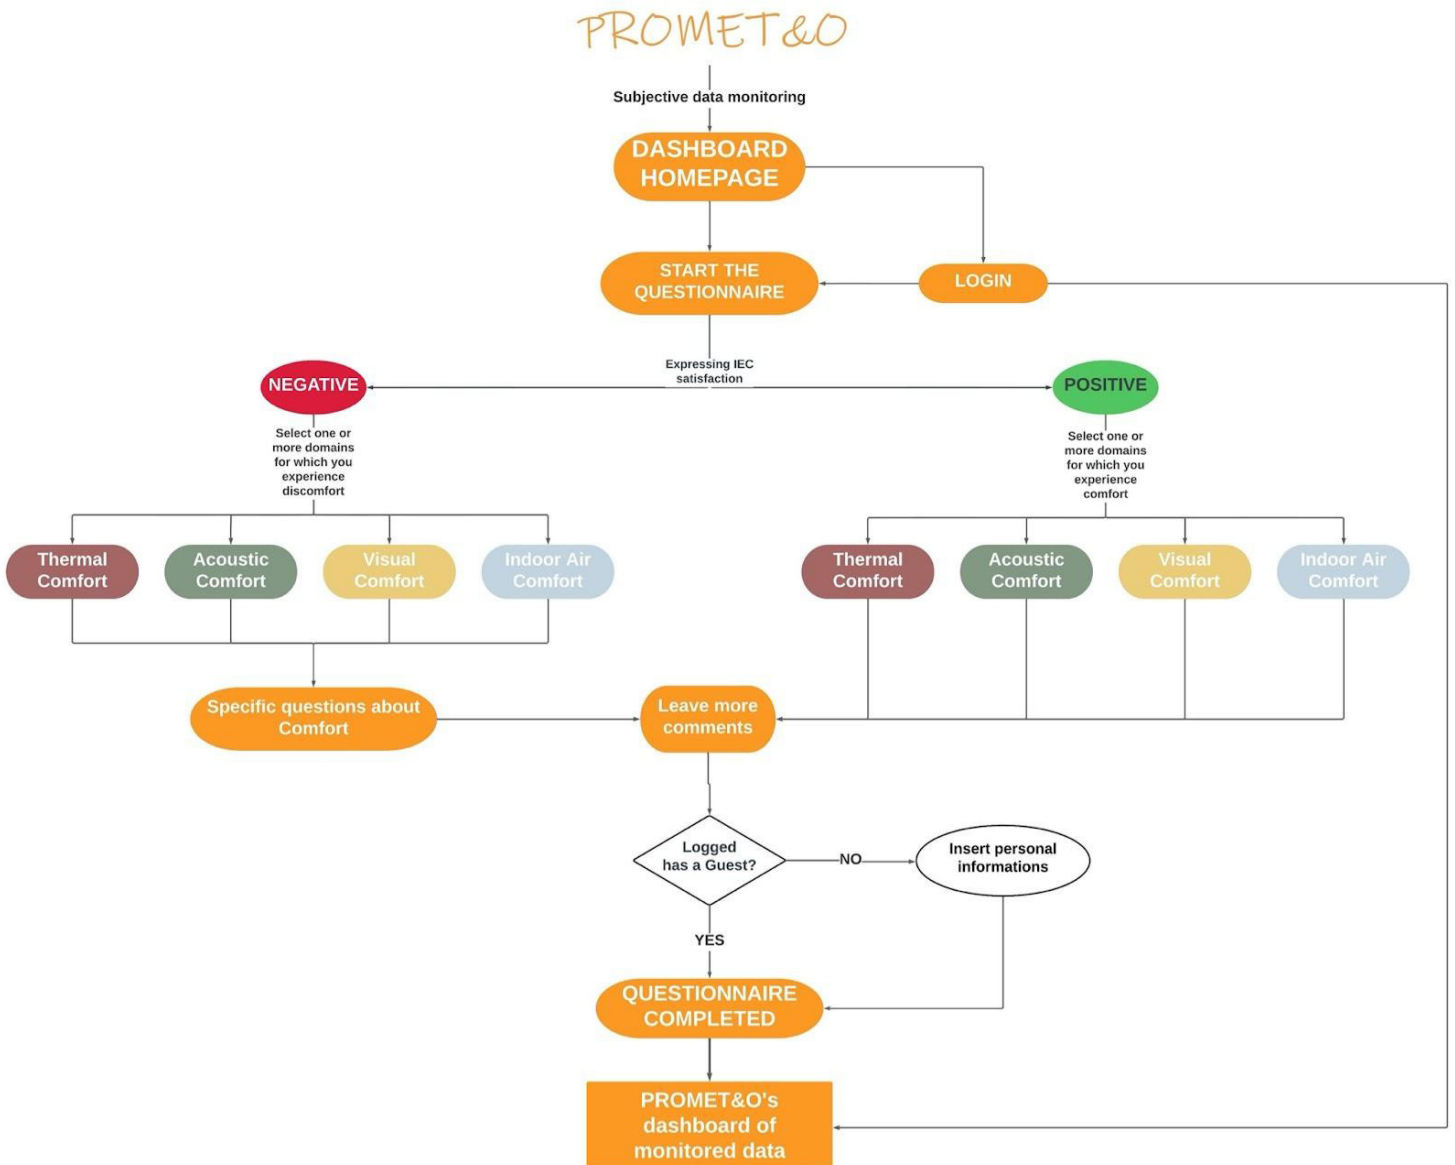 PROMET&O
Subjective data monitoring
DASHBOARD
HOMEPAGE
START THE
QUESTIONNAIRE
LOGIN
Expressing IEC
satisfaction
NEGATIVE
POSITIVE
Select one or
more domains
for which you
experience
discomfort
Select one or
more domains
for which you
experience
comfort
Thermal
Comfort
Acoustic
Comfort
Visual
Comfort
Indoor Air
Comfort
Thermal
Comfort
Acoustic
Comfort
Visual
Comfort
Indoor Air
Comfort
Specific questions about
Comfort
Leave more
comments
Logged
has a Guest?
NO
Insert personal
informations
YES
QUESTIONNAIRE
COMPLETED
PROMET&O's
dashboard of
monitored data